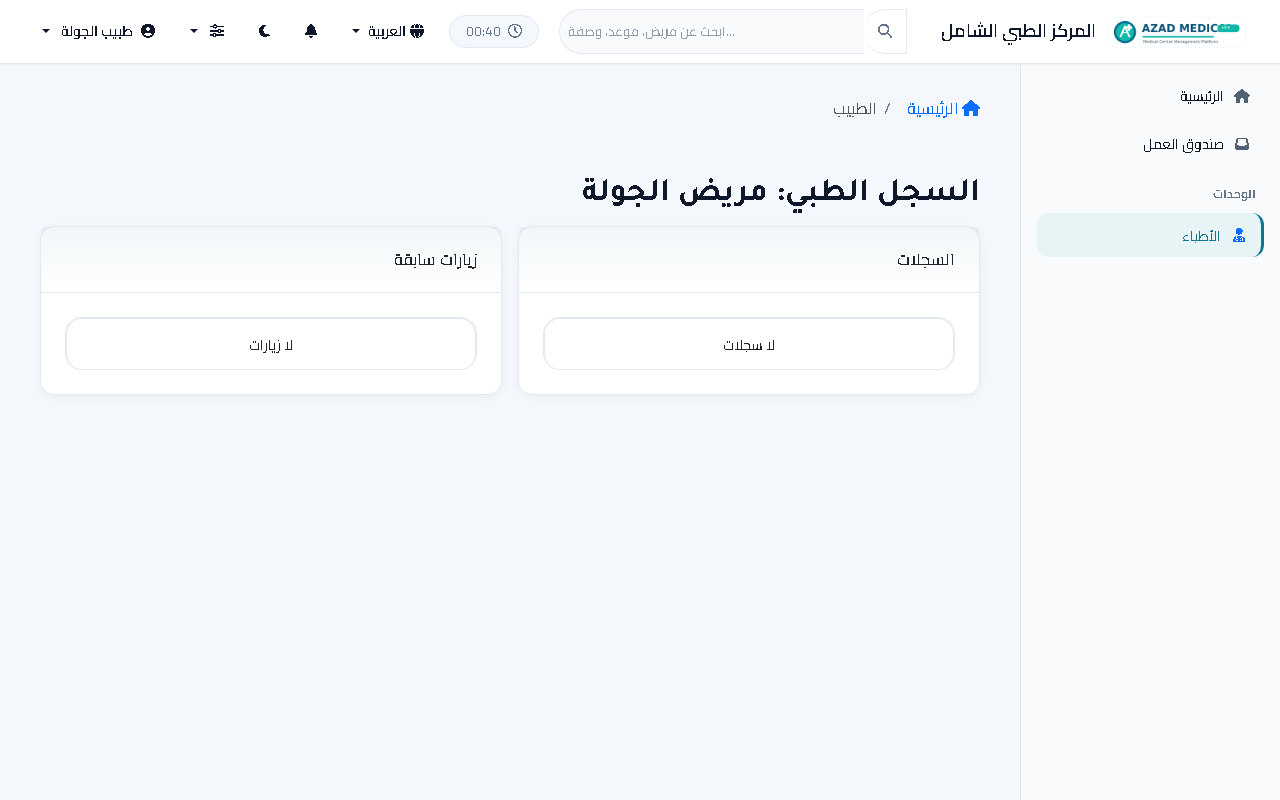 AZAD MEDIC
Medical Centre Management Platform
المركز الطبي الشامل
ابحث عن مريض، موعد، وصفة...
00:40
العربية
طبيب الجولة
الرئيسية
صندوق العمل
الوحدات
الأطباء
الرئيسية / الطبيب
السجل الطبي: مريض الجولة
السجلات
لا سجلات
زيارات سابقة
لا زيارات